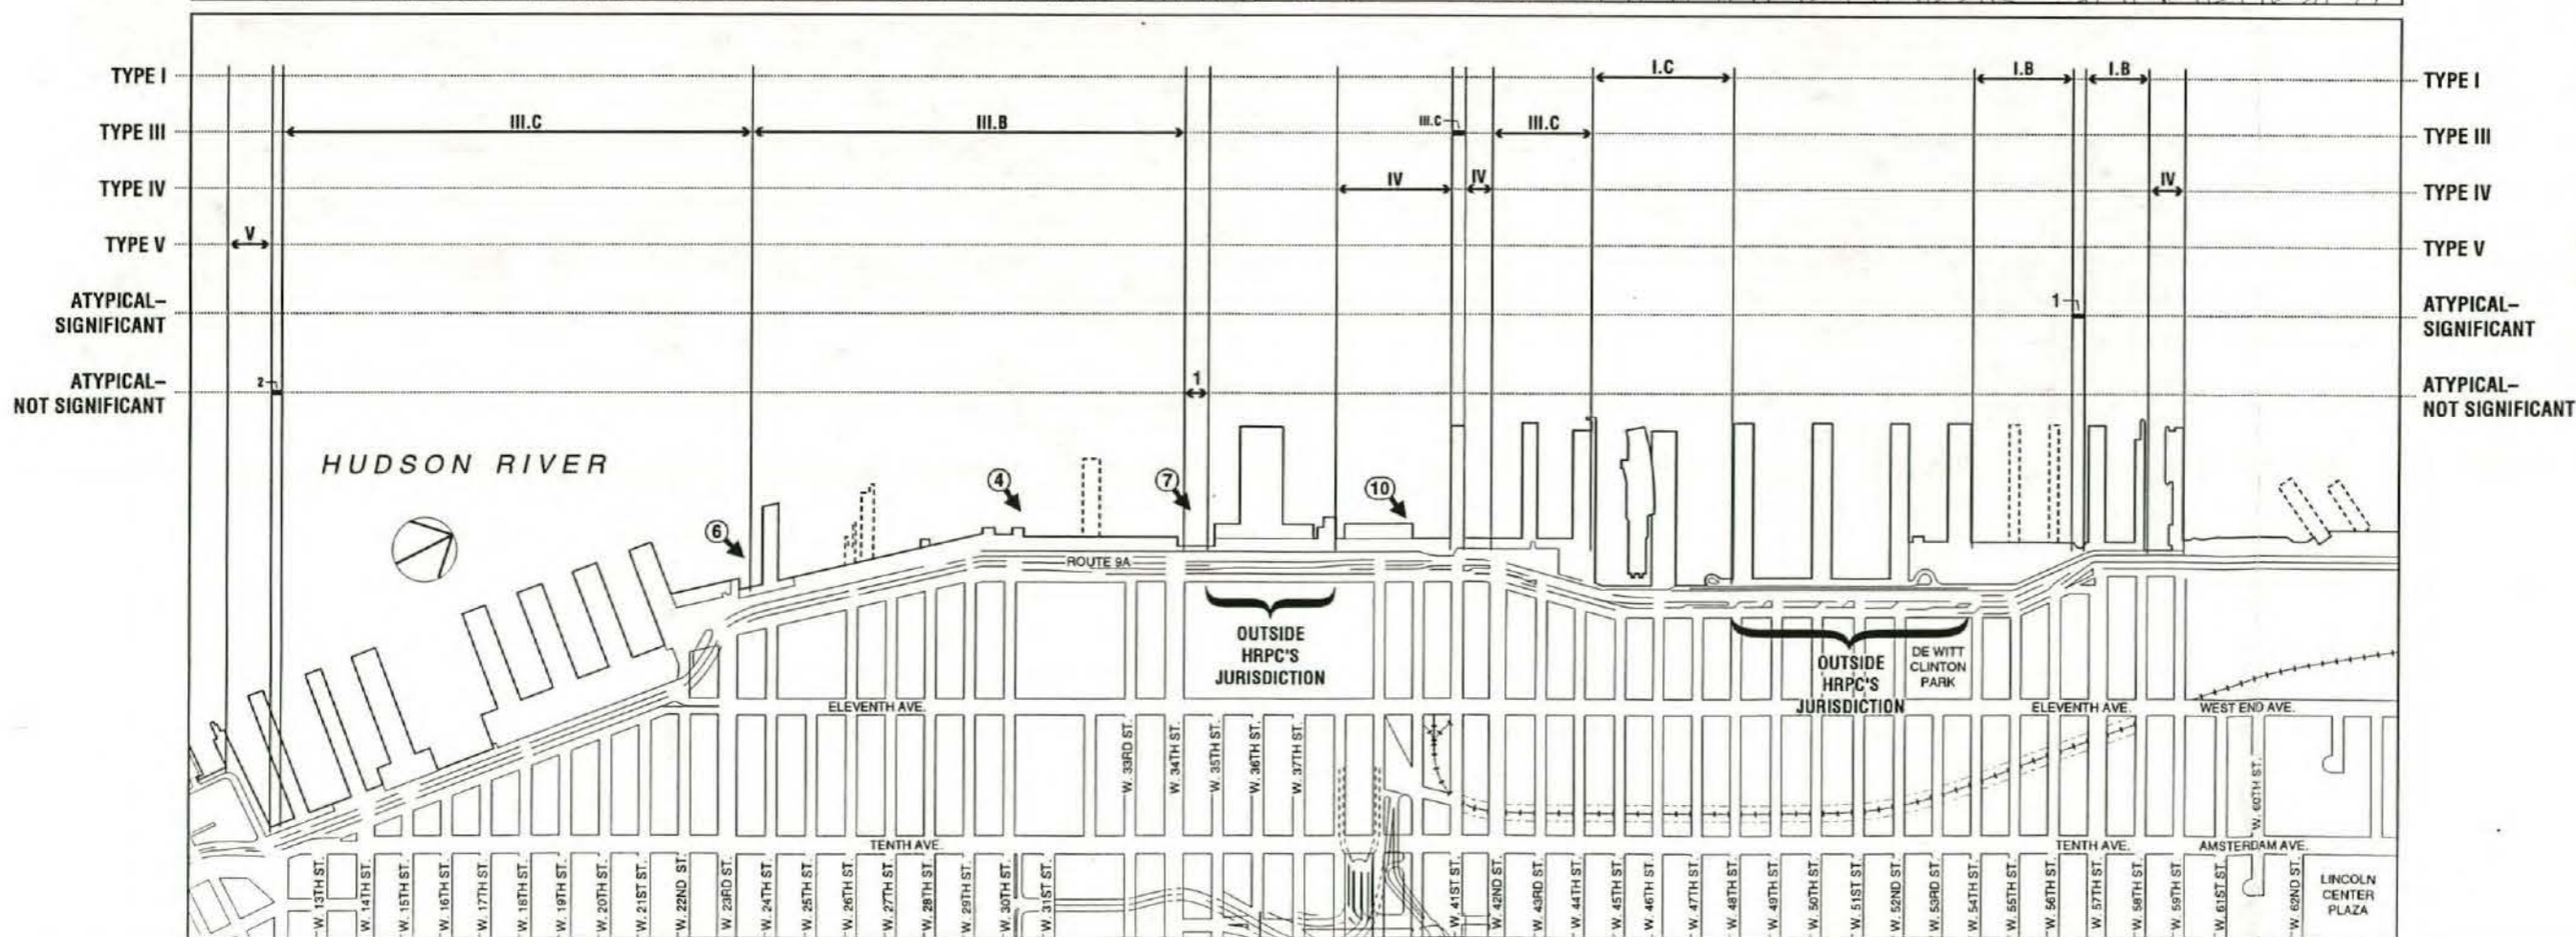 TYPE I
I.C
I.B
I.B
TYPE I
TYPE III
III.C
III.B
III.C
III.C
TYPE III
TYPE IV
IV
IV
IV
TYPE IV
TYPE V
V
TYPE V
ATYPICAL–
SIGNIFICANT
1
ATYPICAL–
SIGNIFICANT
ATYPICAL–
NOT SIGNIFICANT
2
1
ATYPICAL–
NOT SIGNIFICANT
HUDSON RIVER
4
7
10
6
ROUTE 9A
OUTSIDE
HRPC'S
JURISDICTION
OUTSIDE
HRPC'S
JURISDICTION
DE WITT
CLINTON
PARK
ELEVENTH AVE.
ELEVENTH AVE.
WEST END AVE.
W. 33RD ST.
W. 34TH ST.
W. 35TH ST.
W. 36TH ST.
W. 37TH ST.
W. 60TH ST.
TENTH AVE.
TENTH AVE.
AMSTERDAM AVE.
W. 13TH ST.
W. 14TH ST.
W. 15TH ST.
W. 16TH ST.
W. 17TH ST.
W. 18TH ST.
W. 19TH ST.
W. 20TH ST.
W. 21ST ST.
W. 22ND ST.
W. 23RD ST.
W. 24TH ST.
W. 25TH ST.
W. 26TH ST.
W. 27TH ST.
W. 28TH ST.
W. 29TH ST.
W. 30TH ST.
W. 31ST ST.
W. 41ST ST.
W. 42ND ST.
W. 43RD ST.
W. 44TH ST.
W. 45TH ST.
W. 46TH ST.
W. 47TH ST.
W. 48TH ST.
W. 49TH ST.
W. 50TH ST.
W. 51ST ST.
W. 52ND ST.
W. 53RD ST.
W. 54TH ST.
W. 55TH ST.
W. 56TH ST.
W. 57TH ST.
W. 58TH ST.
W. 59TH ST.
W. 61ST ST.
W. 62ND ST.
LINCOLN
CENTER
PLAZA